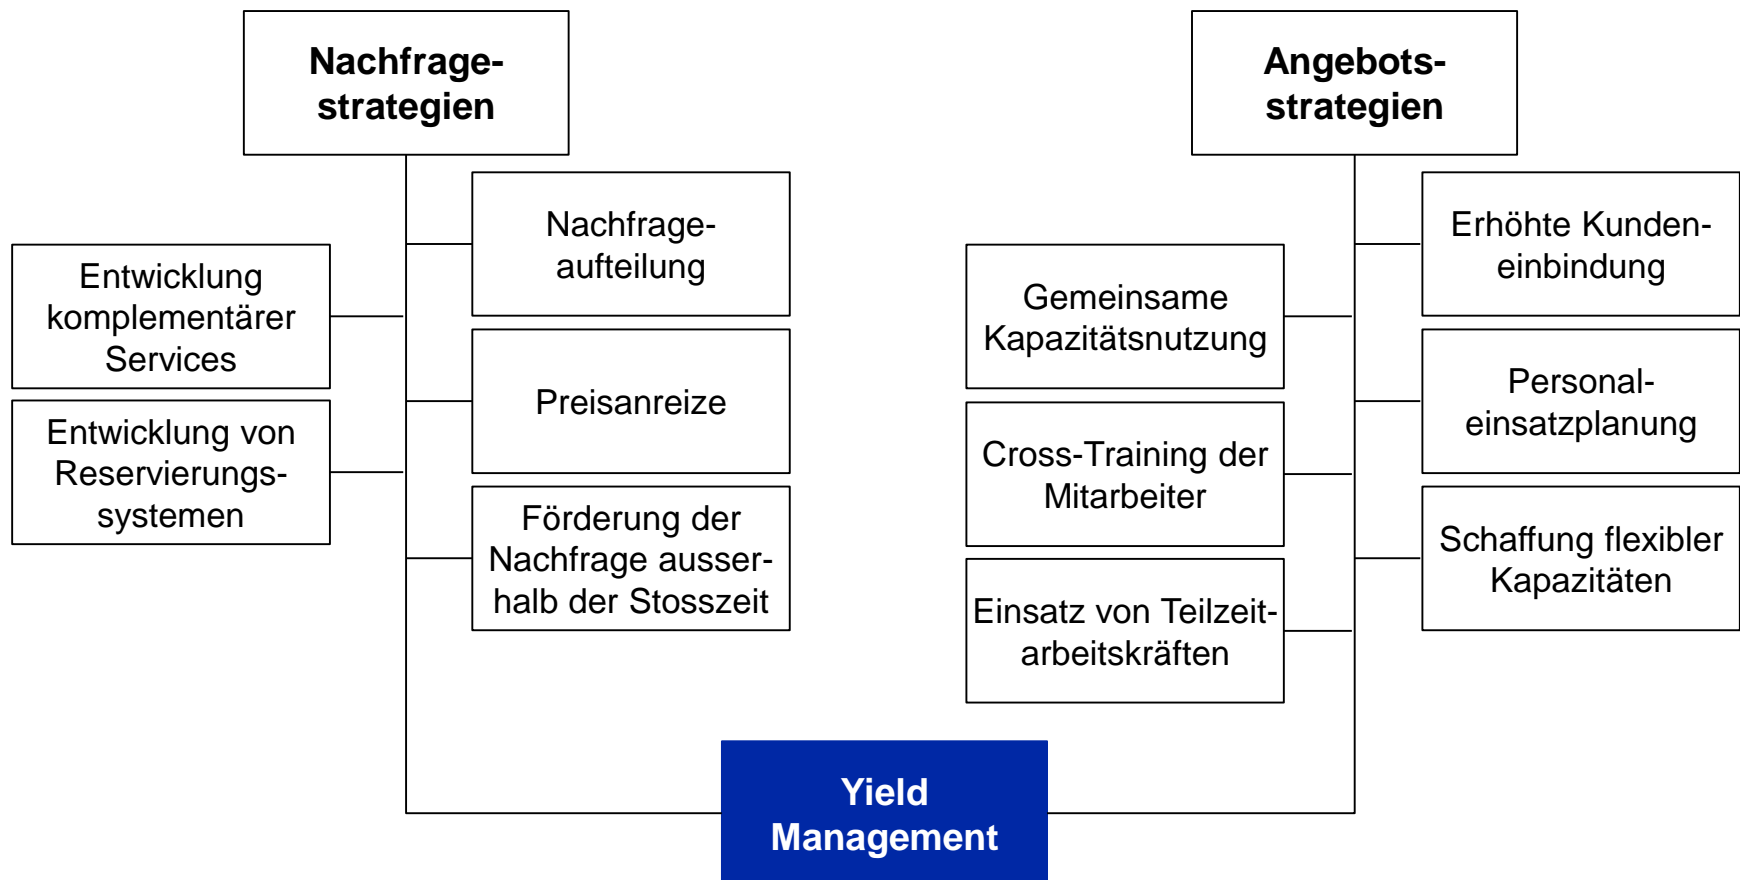 Nachfrage-
strategien
Nachfrage-
aufteilung
Entwicklung
komplementärer
Services
Preisanreize
Entwicklung von
Reservierungs-
systemen
Förderung der
Nachfrage ausser-
halb der Stosszeit
Angebots-
strategien
Erhöhte Kunden-
einbindung
Gemeinsame
Kapazitätsnutzung
Personal-
einsatzplanung
Cross-Training der
Mitarbeiter
Schaffung flexibler
Kapazitäten
Einsatz von Teilzeit-
arbeitskräften
Yield
Management